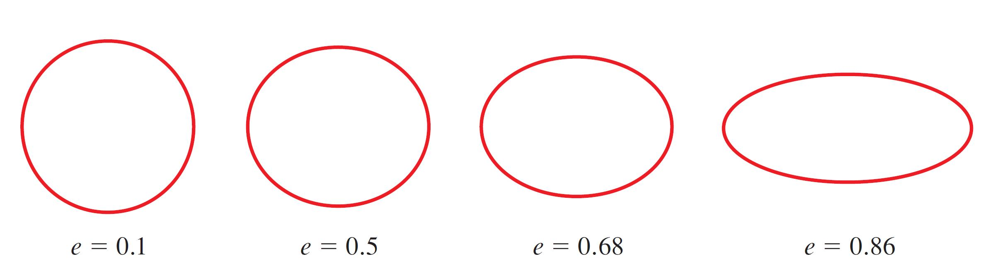 e = 0.1
e = 0.5
e = 0.68
e = 0.86